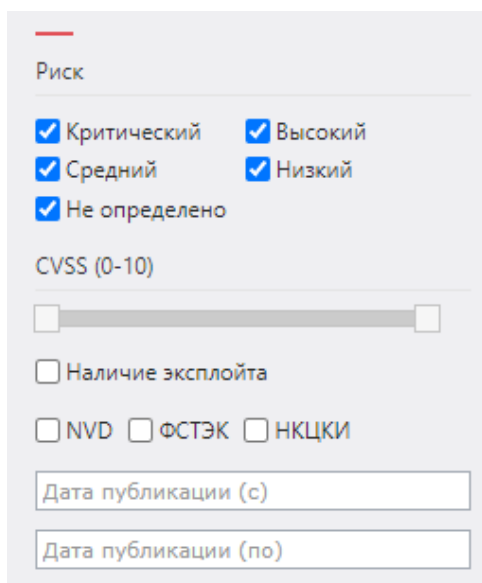 Риск
Критический Высокий
Средний Низкий
Не определено
CVSS (0-10)
Наличие эксплойта
NVD ФСТЭК НКЦКИ
Дата публикации (с)
Дата публикации (по)